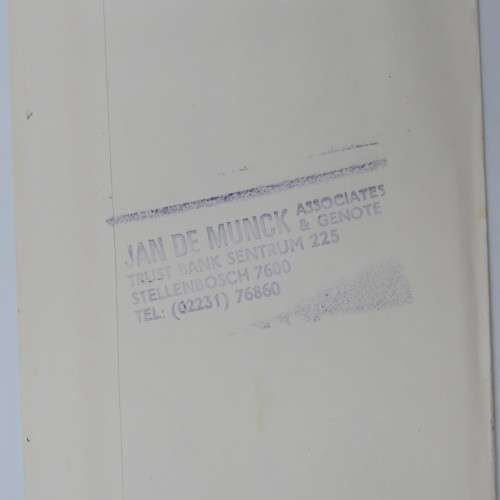 JAN DE MUNCK ASSOCIATES
& GENOTE
TRUST BANK SENTRUM 225
STELLENBOSCH 7600
TEL: (02231) 76860